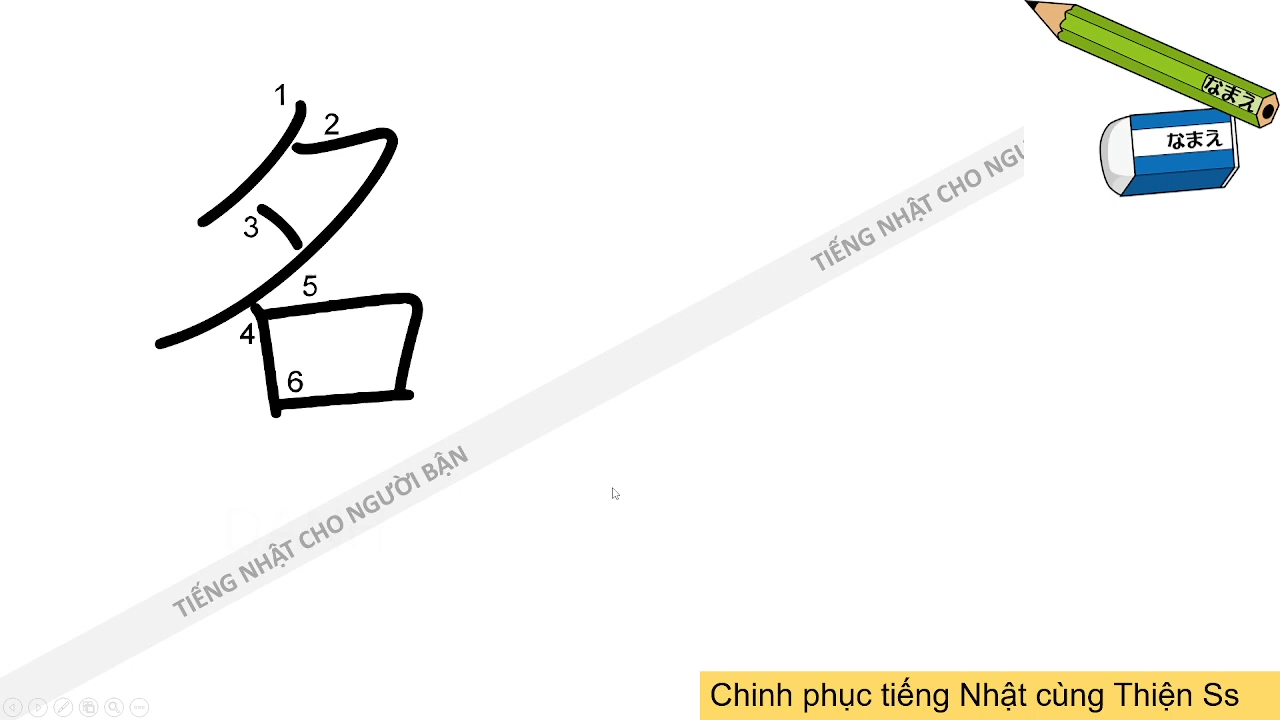 名
1
2
3
4
5
6
なまえ
なまえ
TIẾNG NHẬT CHO NGƯỜI BẬN
TIẾNG NHẬT CHO NGƯ
Chinh phục tiếng Nhật cùng Thiện Ss